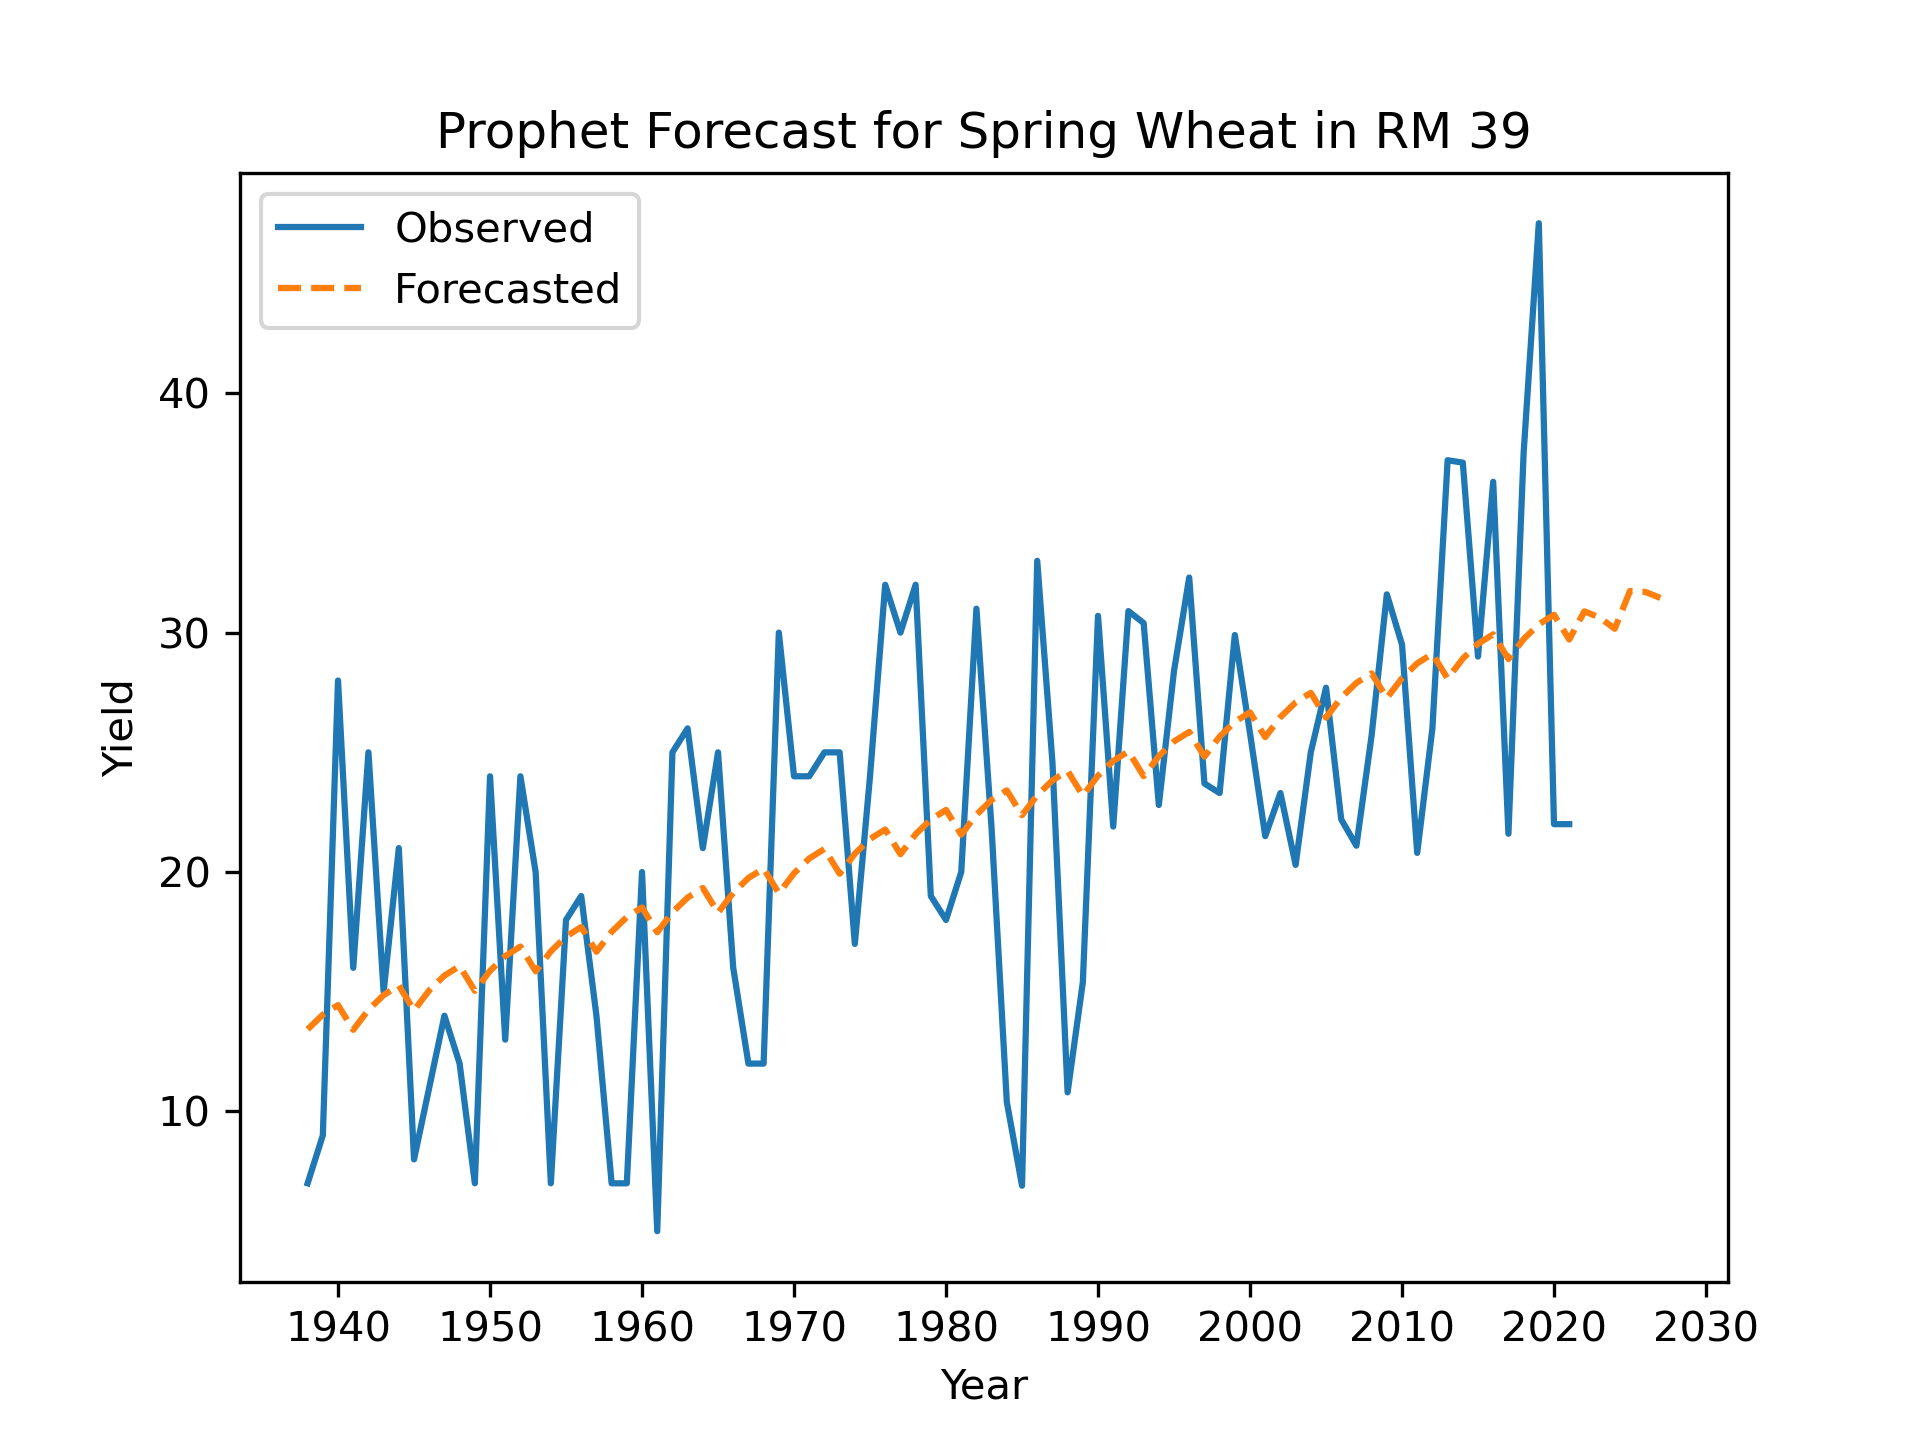 Prophet Forecast for Spring Wheat in RM 39
Observed
Forecasted
40
30
20
10
Yield
1940 1950 1960 1970 1980 1990 2000 2010 2020 2030
Year